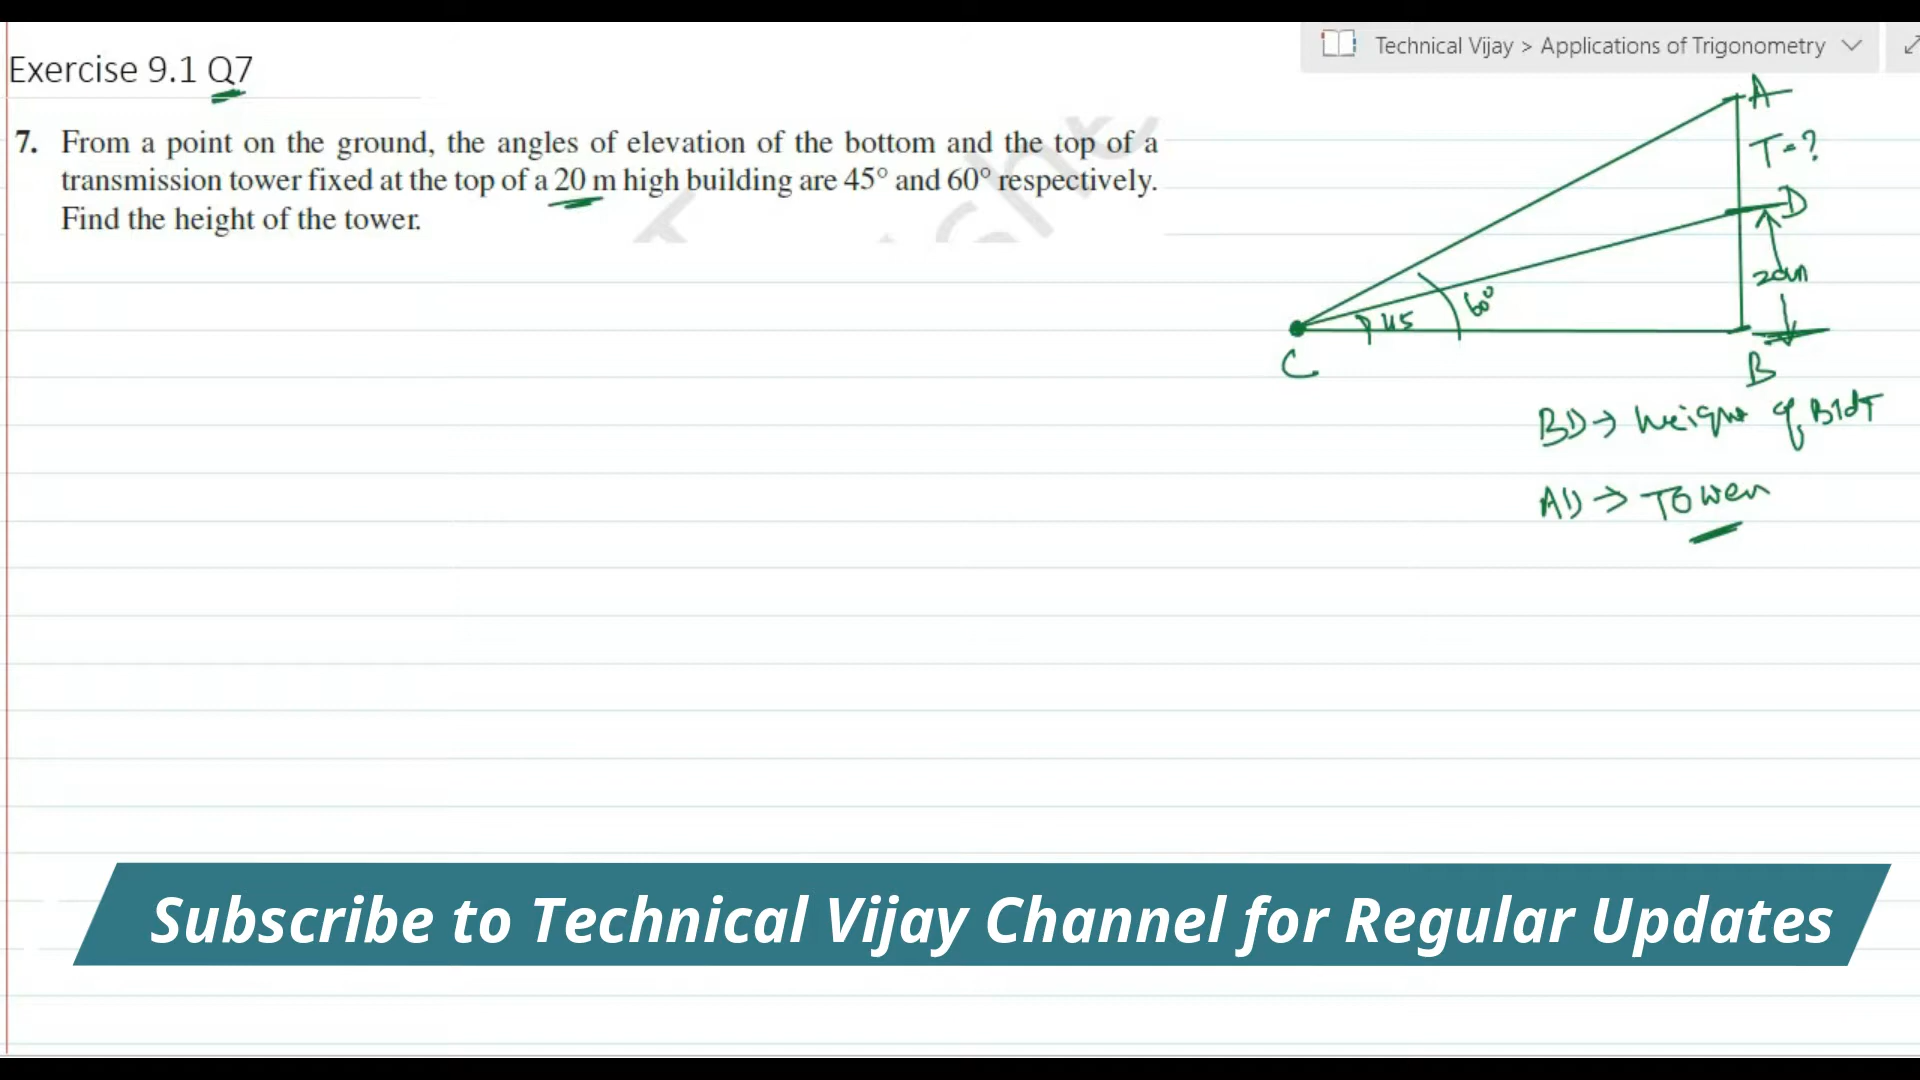 Technical Vijay > Applications of Trigonometry
Exercise 9.1 Q7
7. From a point on the ground, the angles of elevation of the bottom and the top of a
transmission tower fixed at the top of a 20 m high building are 45° and 60° respectively.
Find the height of the tower.
A
T = ?
D
20m
60°
45
C
B
BD → height of
AD → Tower
Subscribe to Technical Vijay Channel for Regular Updates